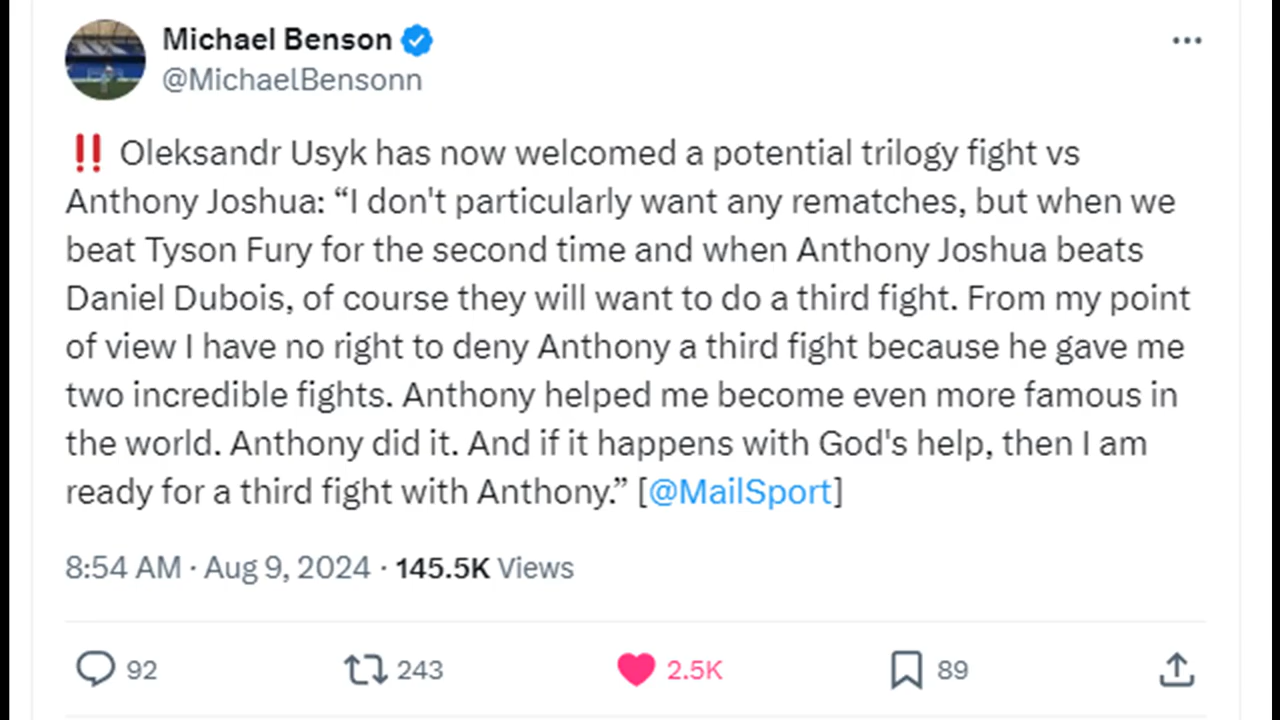 Michael Benson
@MichaelBensonn
‼️ Oleksandr Usyk has now welcomed a potential trilogy fight vs
Anthony Joshua: “I don't particularly want any rematches, but when we
beat Tyson Fury for the second time and when Anthony Joshua beats
Daniel Dubois, of course they will want to do a third fight. From my point
of view I have no right to deny Anthony a third fight because he gave me
two incredible fights. Anthony helped me become even more famous in
the world. Anthony did it. And if it happens with God's help, then I am
ready for a third fight with Anthony.” [@MailSport]
8:54 AM · Aug 9, 2024 · 145.5K Views
92 243 2.5K 89